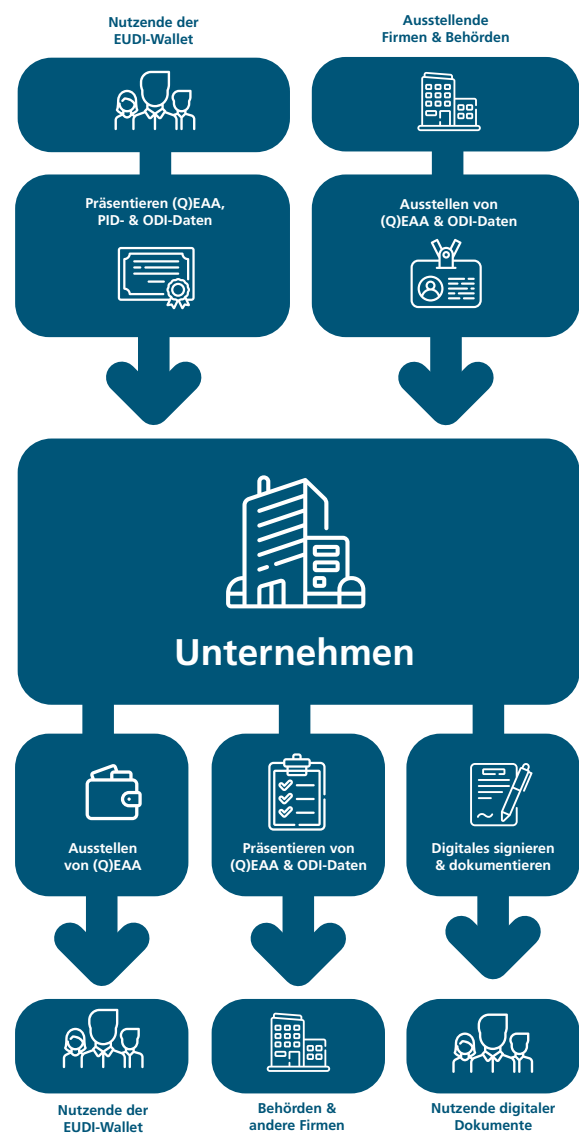 Nutzende der
EUDI-Wallet
Ausstellende
Firmen & Behörden
Präsentieren (Q)EAA,
PID- & ODI-Daten
Ausstellen von
(Q)EAA & ODI-Daten
Unternehmen
Ausstellen
von (Q)EAA
Präsentieren von
(Q)EAA & ODI-Daten
Digitales signieren
& dokumentieren
Nutzende der
EUDI-Wallet
Behörden &
andere Firmen
Nutzende digitaler
Dokumente